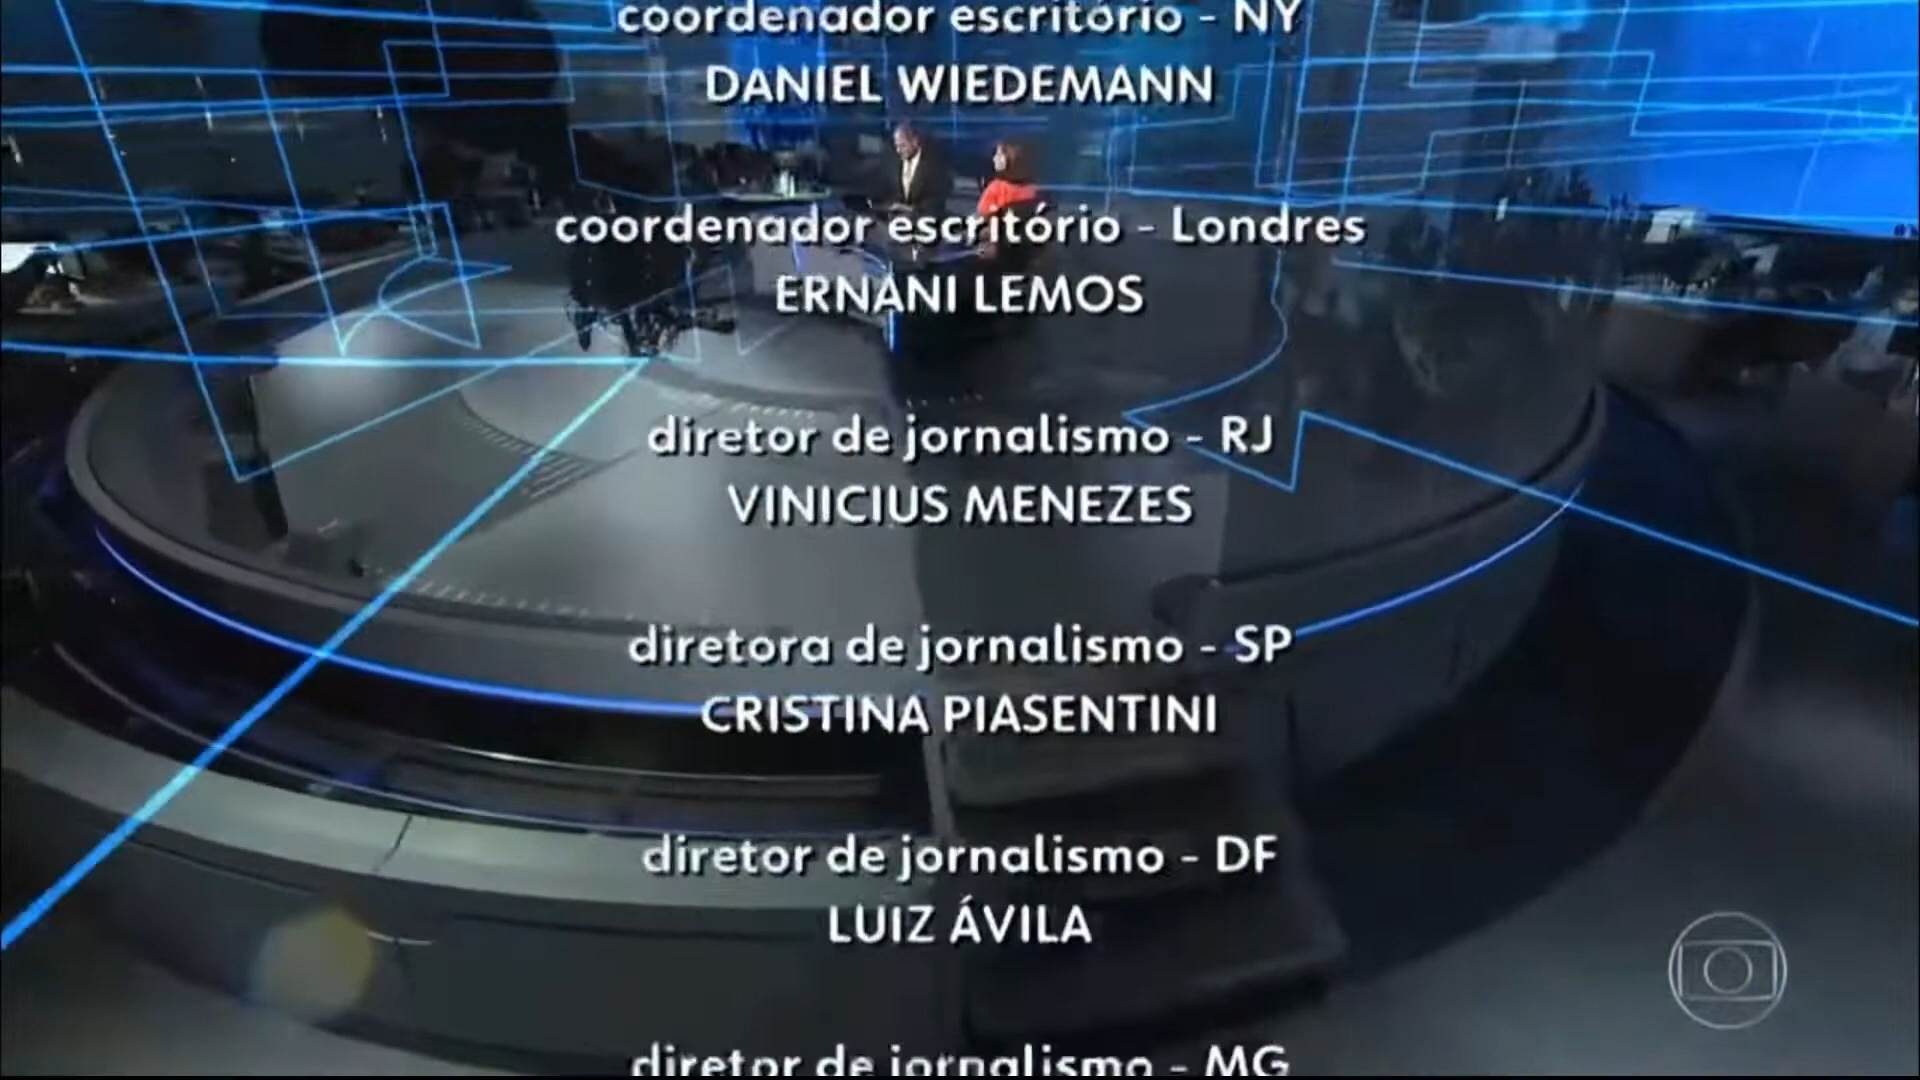 coordenador escritório - NY
DANIEL WIEDEMANN
coordenador escritório - Londres
ERNANI LEMOS
diretor de jornalismo - RJ
VINICIUS MENEZES
diretora de jornalismo - SP
CRISTINA PIASENTINI
diretor de jornalismo - DF
LUIZ ÁVILA
diretor de jornalismo - MG